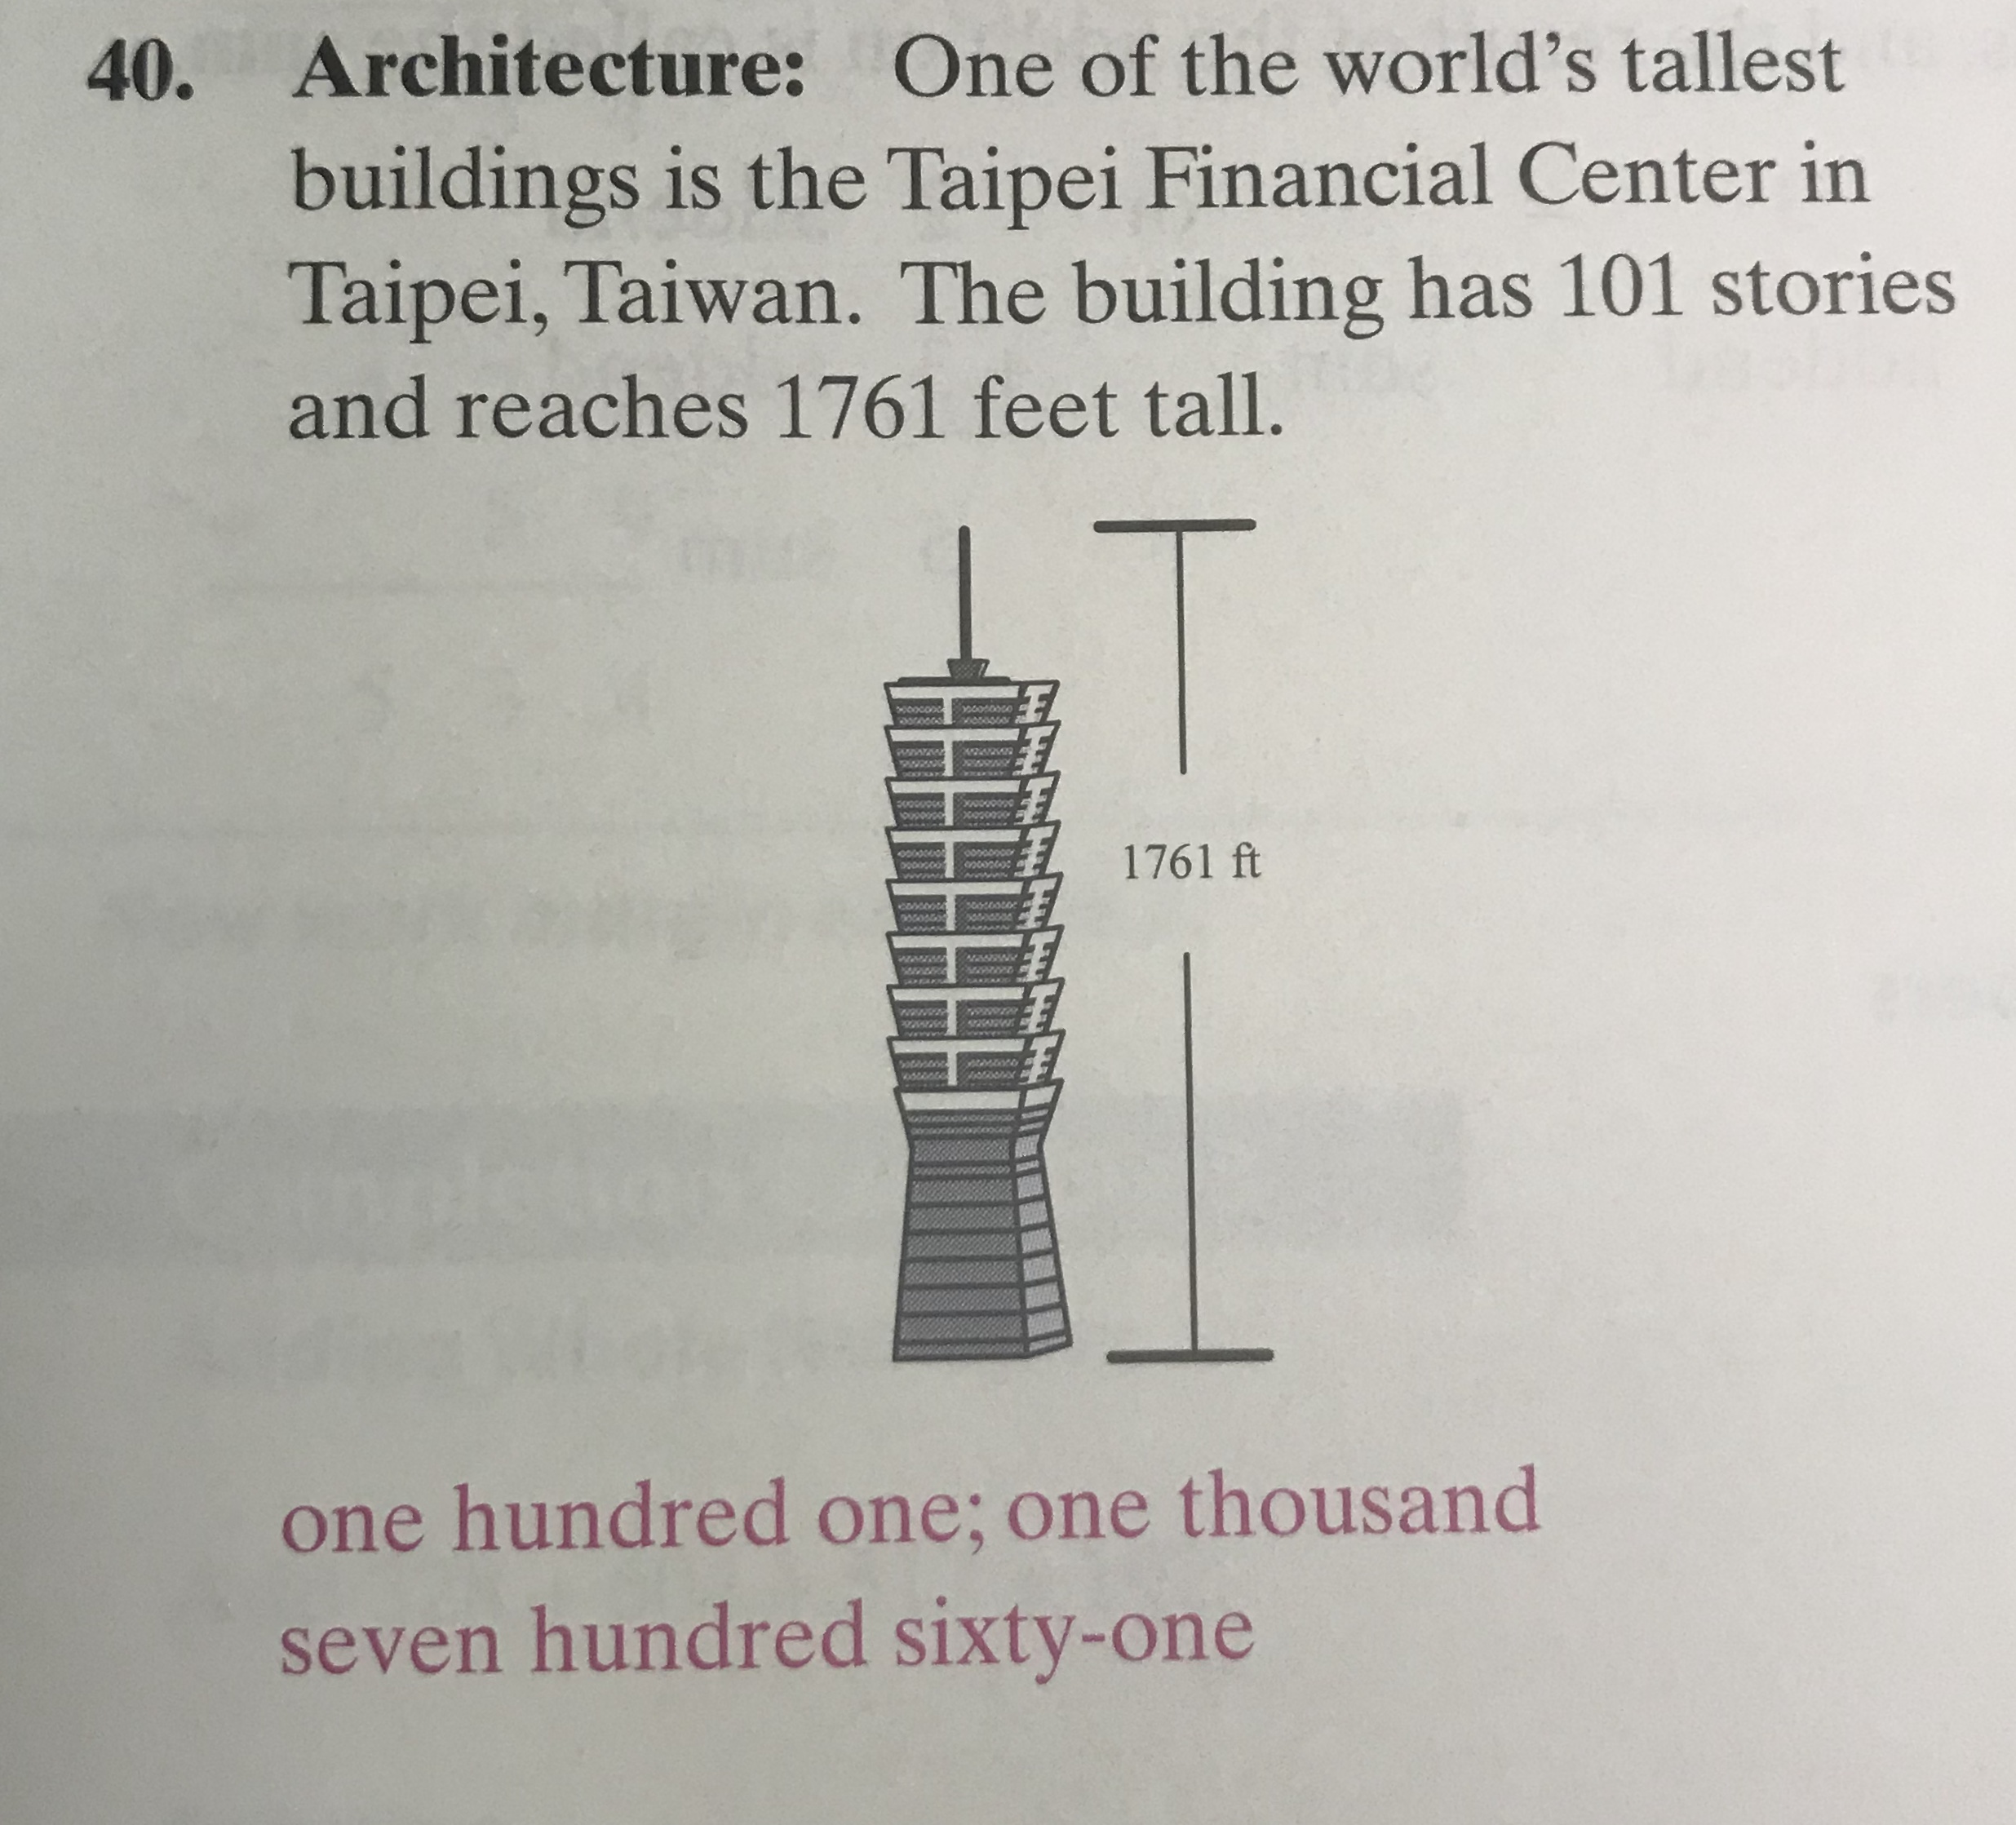 40. Architecture: One of the world's tallest
buildings is the Taipei Financial Center in
Taipei, Taiwan. The building has 101 stories
and reaches 1761 feet tall.
1761 ft
one hundred one; one thousand
seven hundred sixty-one